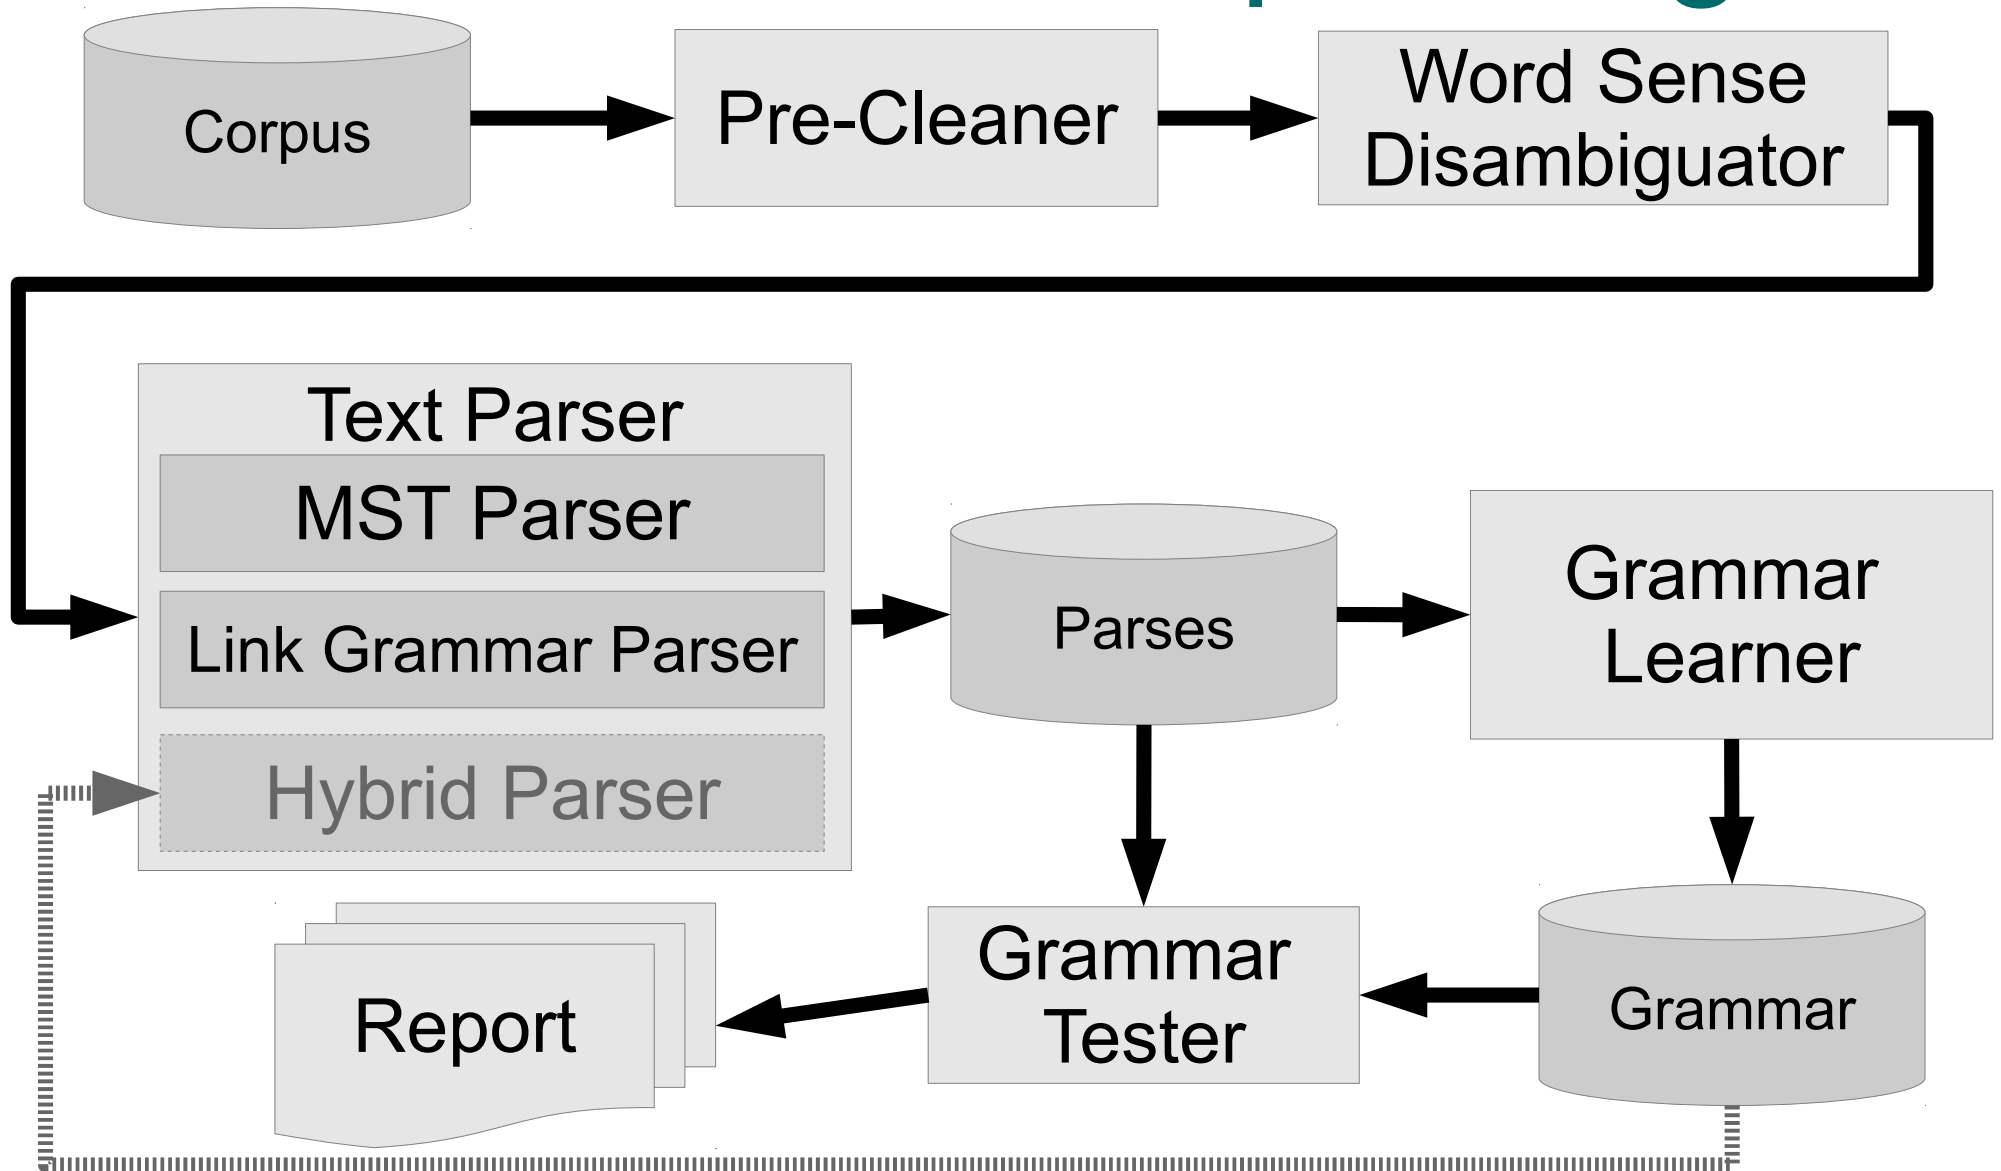 Corpus
Pre-Cleaner
Word Sense
Disambiguator
Text Parser
MST Parser
Link Grammar Parser
Hybrid Parser
Parses
Grammar
Learner
Grammar
Tester
Grammar
Report